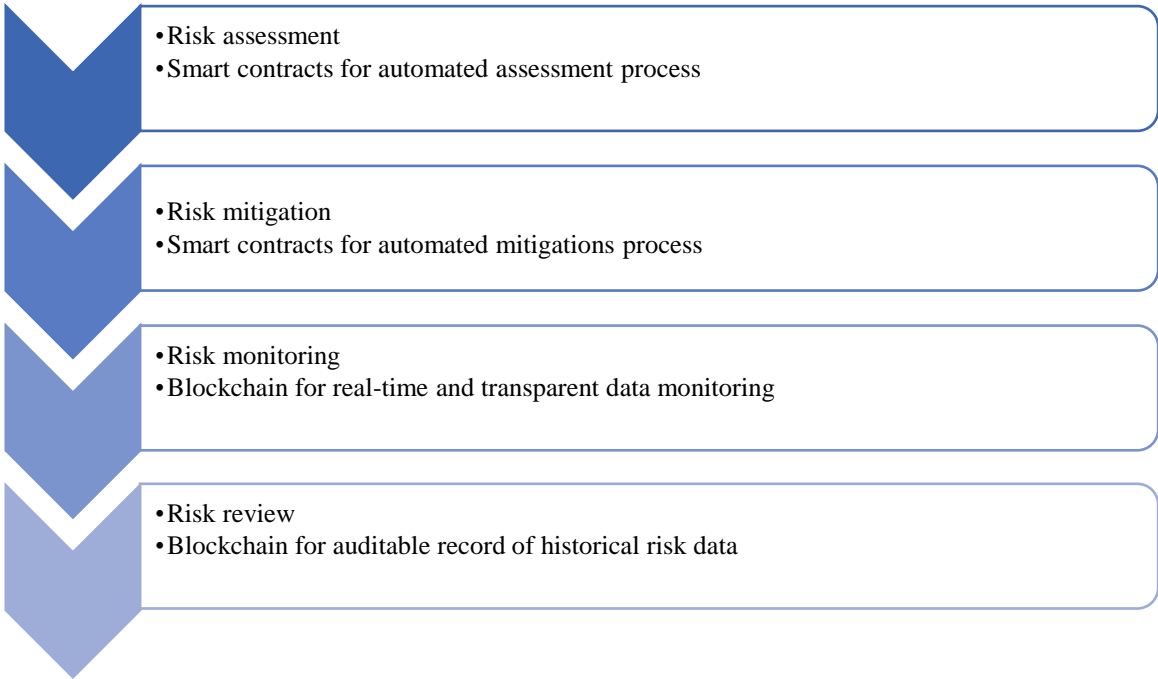 •Risk assessment
•Smart contracts for automated assessment process
•Risk mitigation
•Smart contracts for automated mitigations process
•Risk monitoring
•Blockchain for real-time and transparent data monitoring
•Risk review
•Blockchain for auditable record of historical risk data